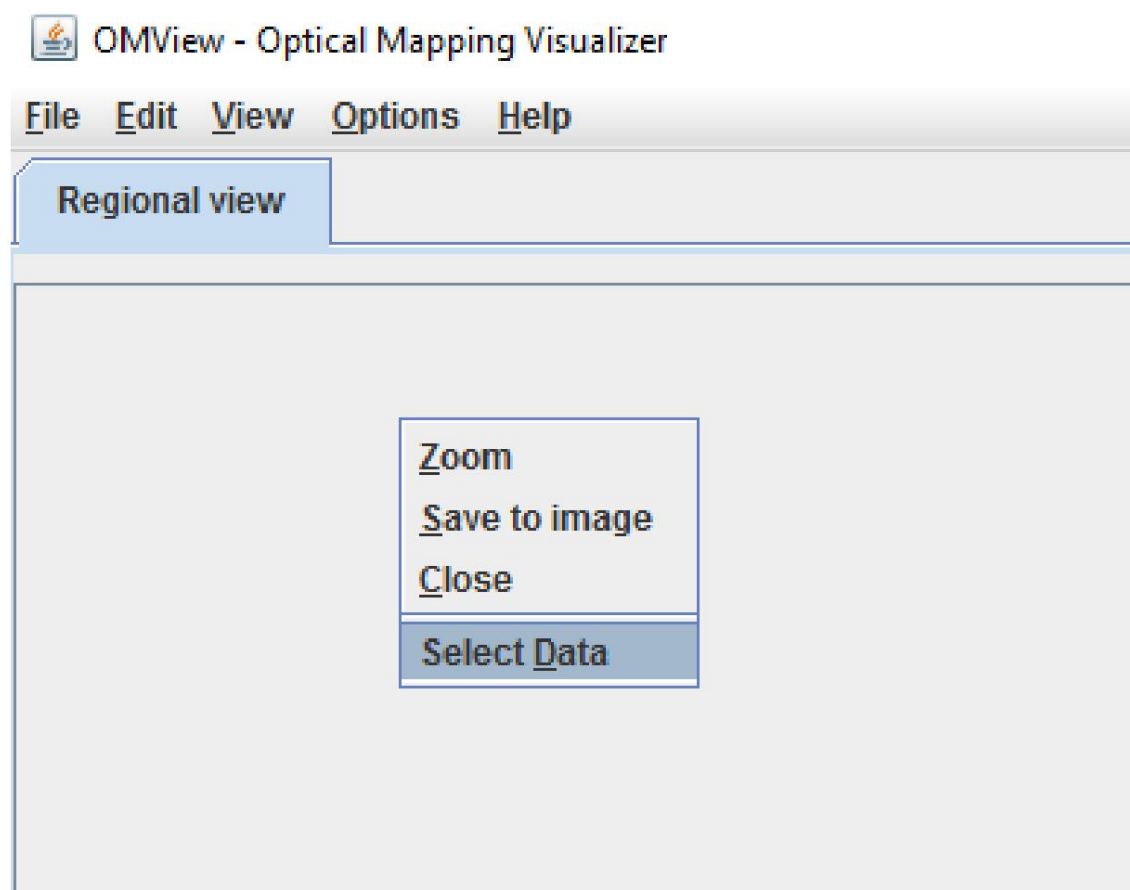 OMView - Optical Mapping Visualizer
File Edit View Options Help
Regional view
Zoom
Save to image
Close
Select Data